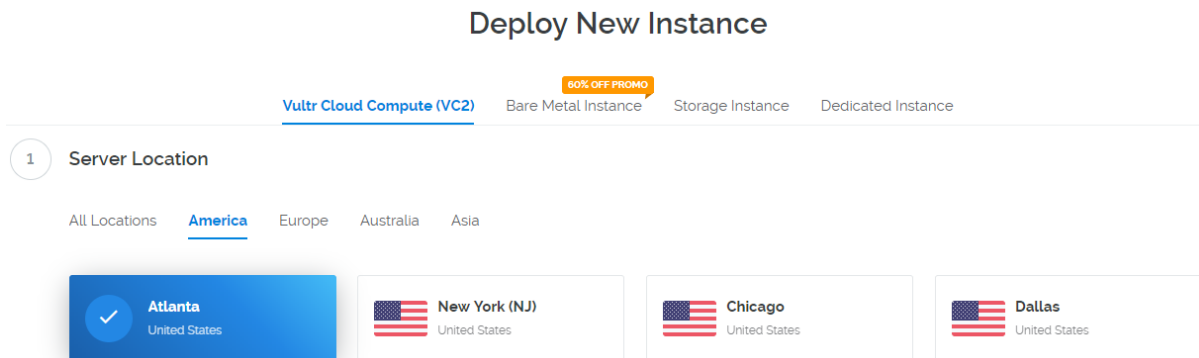 Deploy New Instance
60% OFF PROMO
Vultr Cloud Compute (VC2) Bare Metal Instance Storage Instance Dedicated Instance
1 Server Location
All Locations America Europe Australia Asia
Atlanta New York (NJ) Chicago Dallas
United States United States United States United States